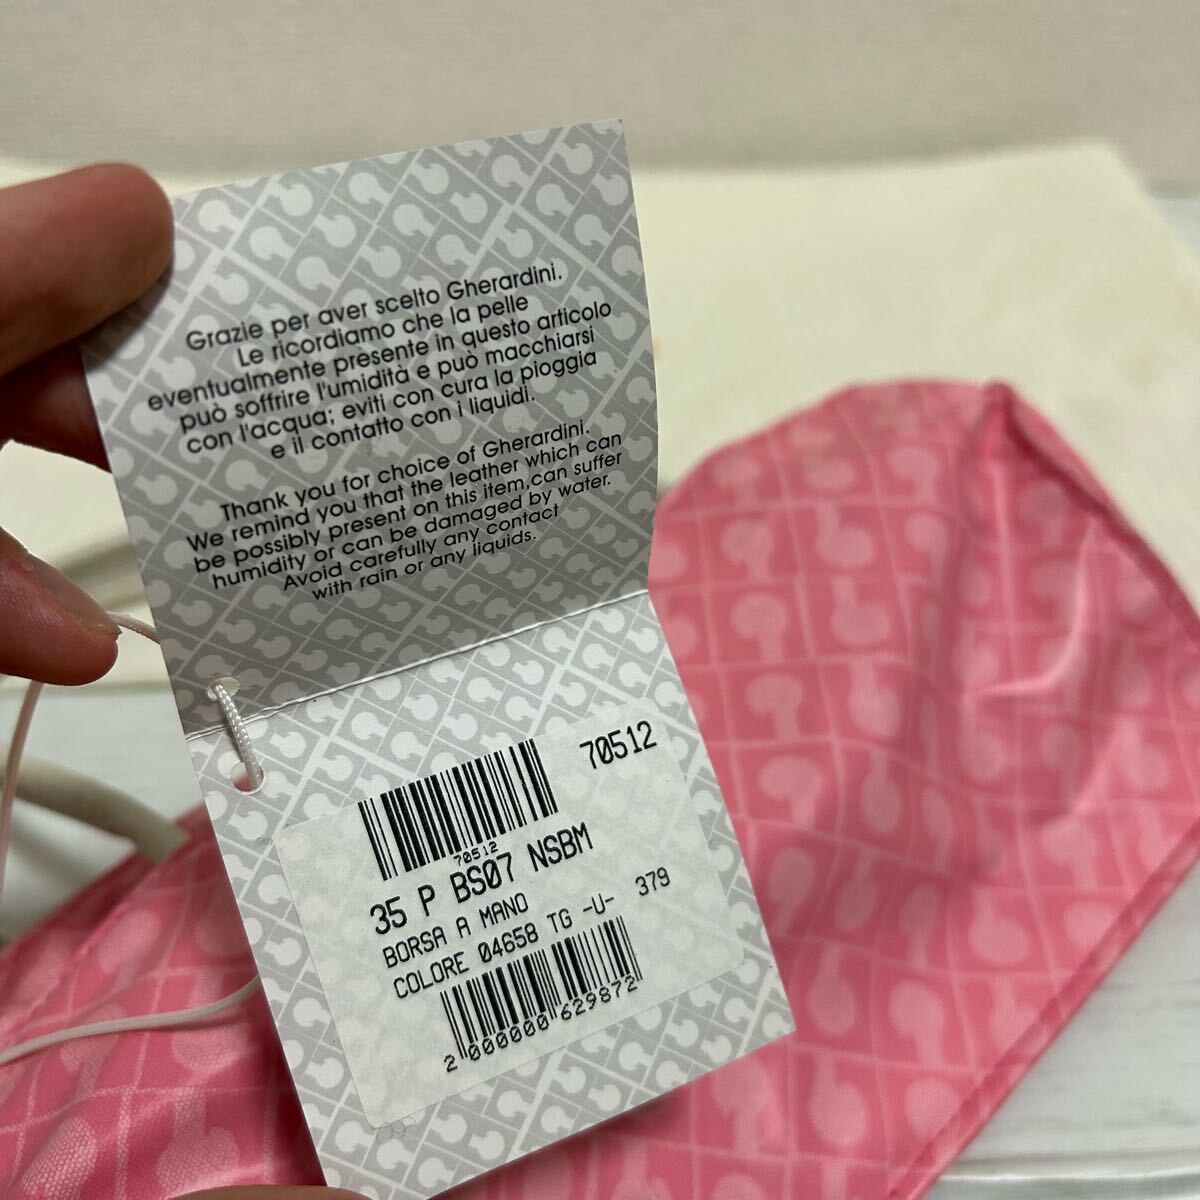 Grazie per aver scelto Gherardini.
Le ricordiamo che la pelle
eventualmente presente in questo articolo
può soffrire l'umidità e può macchiarsi
con l'acqua; eviti con cura la pioggia
e il contatto con i liquidi.
Thank you for choice of Gherardini.
We remind you that the leather which can
be possibly present on this item,can suffer
humidity or can be damaged by water.
Avoid carefully any contact
with rain or any liquids.
70512
70512
35 P BS07 NSBM
BORSA A MANO 379
COLORE 04658 TG -U-
2 000000 629872